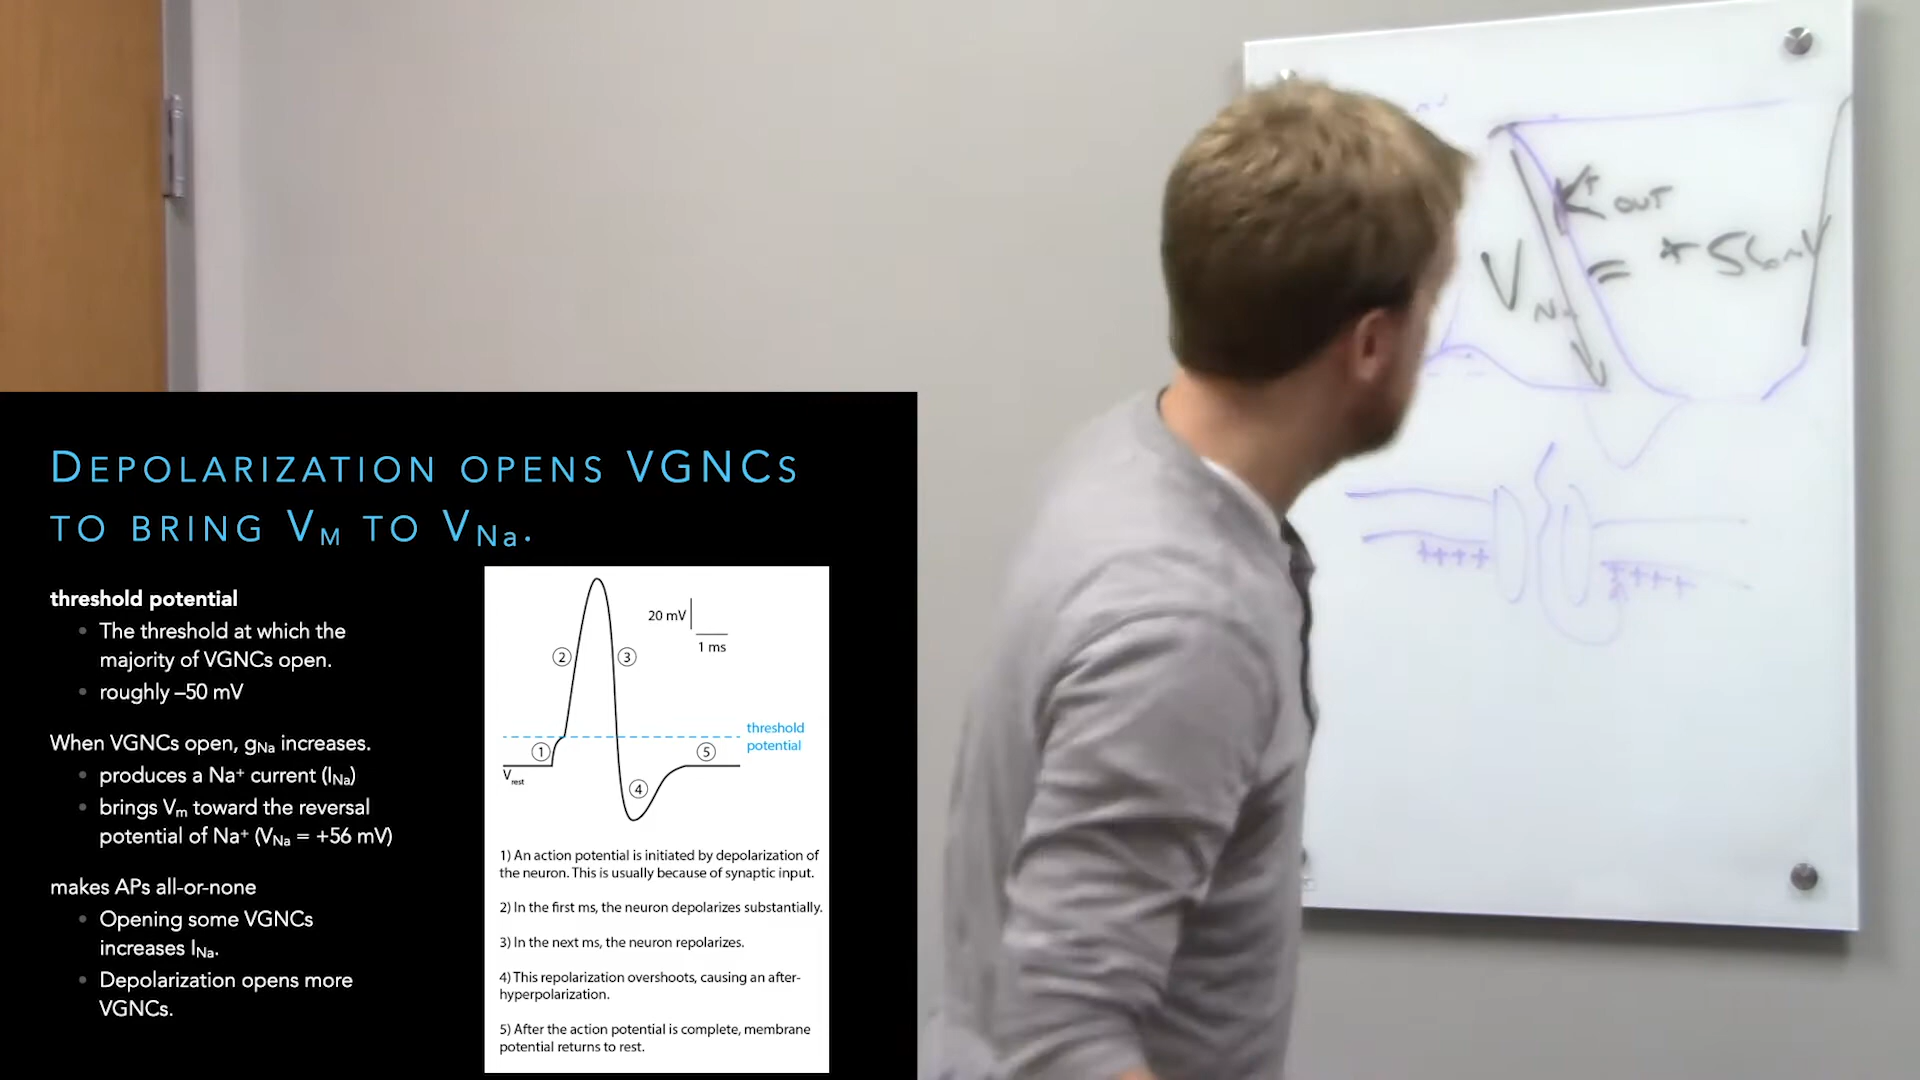 DEPOLARIZATION OPENS VGNCS
TO BRING VM TO VNa.
threshold potential
• The threshold at which the
majority of VGNCs open.
• roughly –50 mV
When VGNCs open, gNa increases.
• produces a Na+ current (INa)
• brings Vm toward the reversal
potential of Na+ (VNa = +56 mV)
makes APs all-or-none
• Opening some VGNCs
increases INa.
• Depolarization opens more
VGNCs.
20 mV
1 ms
2
3
threshold
potential
1
5
Vrest
4
1) An action potential is initiated by depolarization of
the neuron. This is usually because of synaptic input.
2) In the first ms, the neuron depolarizes substantially.
3) In the next ms, the neuron repolarizes.
4) This repolarization overshoots, causing an after-
hyperpolarization.
5) After the action potential is complete, membrane
potential returns to rest.
mV
K+ OUT
VNa = +56mV
++++
++++